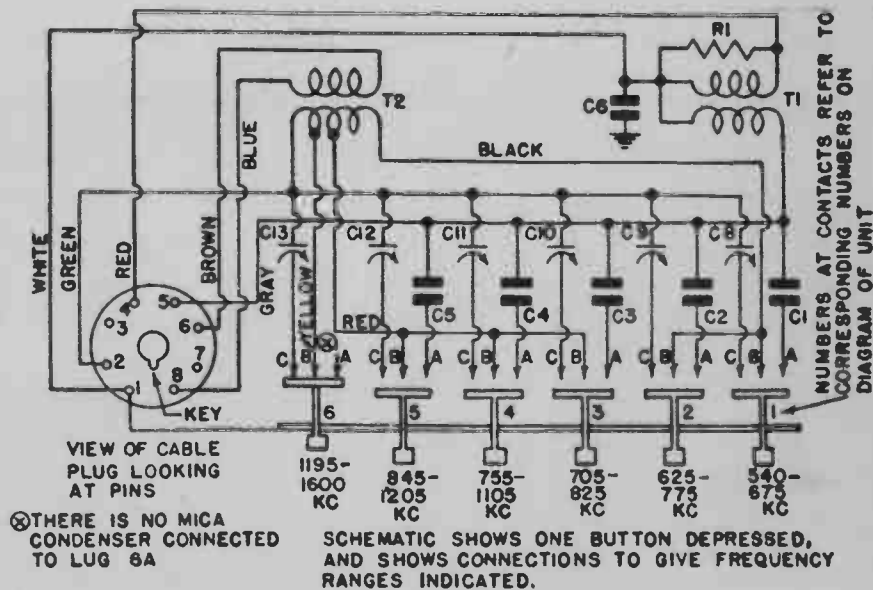 R1
T1
C6
T2
BLACK
BLUE
WHITE
GREEN
RED
BROWN
GRAY
YELLOW
RED
C13
C12
C11
C10
C9
C8
C5
C4
C3
C2
C1
4
5
3
6
2
7
1
8
KEY
C B A
C B A
C B A
C B A
C B A
C B A
6
5
4
3
2
1
1195-
1600
KC
845-
1205
KC
755-
1105
KC
705-
825
KC
625-
775
KC
540-
675
KC
NUMBERS AT CONTACTS REFER TO
CORRESPONDING NUMBERS ON
DIAGRAM OF UNIT
VIEW OF CABLE
PLUG LOOKING
AT PINS
⊗THERE IS NO MICA
CONDENSER CONNECTED
TO LUG 6A
SCHEMATIC SHOWS ONE BUTTON DEPRESSED,
AND SHOWS CONNECTIONS TO GIVE FREQUENCY
RANGES INDICATED.